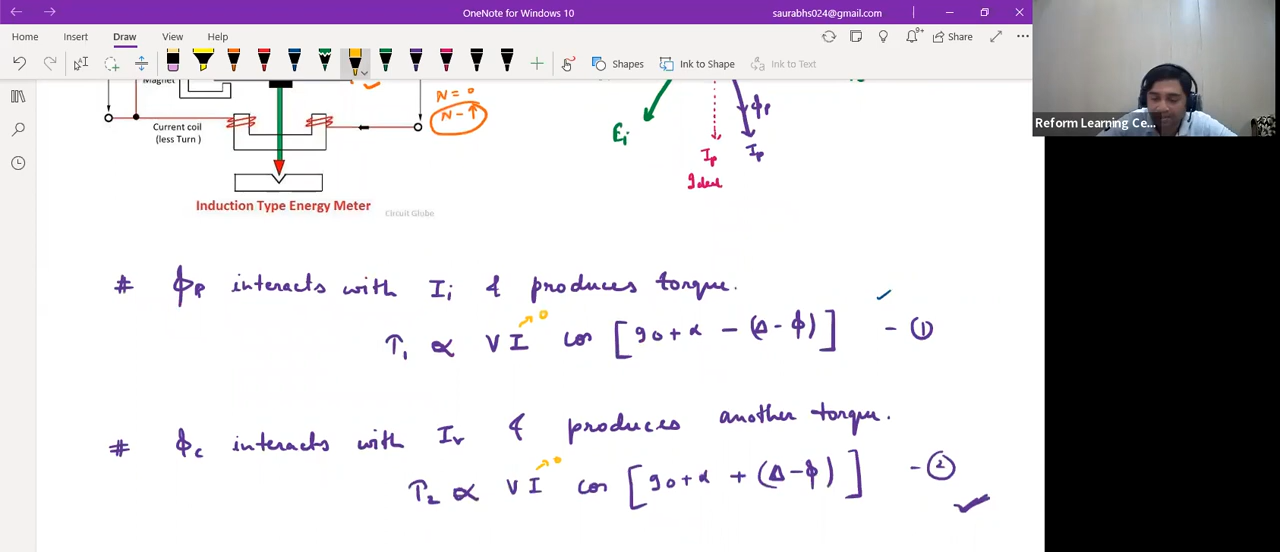 OneNote for Windows 10
saurabhs024@gmail.com
Home Insert Draw View Help
Share
Shapes
Ink to Shape
Ink to Text
Magnet
Current coil
(less Turn )
N = 0
N - ↑
Induction Type Energy Meter
Circuit Globe
Ei
ϕp
Ip
Ip
Ideal
Reform Learning Ce...
# ϕp interacts with Ii & produces torque.
T1 ∝ V I → 0 cos [90 + α - (Δ - ϕ)] - ①
# ϕc interacts with Iv & produces another torque.
T2 ∝ V I → 0 cos [90 + α + (Δ - ϕ)] - ②